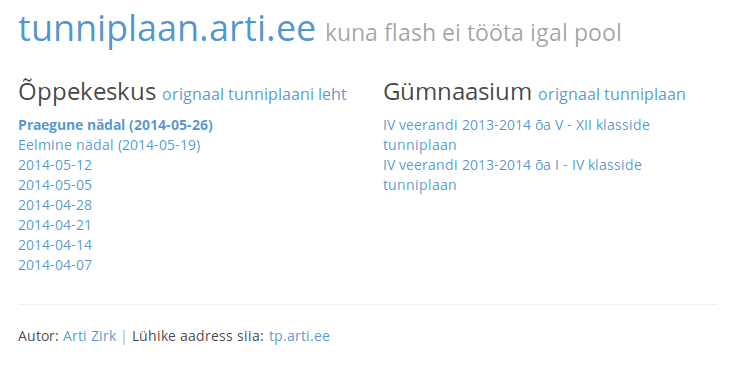 tunniplaan.arti.ee kuna flash ei tööta igal pool
Õppekeskus orignaal tunniplaani leht
Praegune nädal (2014-05-26)
Eelmine nädal (2014-05-19)
2014-05-12
2014-05-05
2014-04-28
2014-04-21
2014-04-14
2014-04-07
Gümnaasium orignaal tunniplaan
IV veerandi 2013-2014 õa V - XII klasside
tunniplaan
IV veerandi 2013-2014 õa I - IV klasside
tunniplaan
Autor: Arti Zirk | Lühike aadress siia: tp.arti.ee